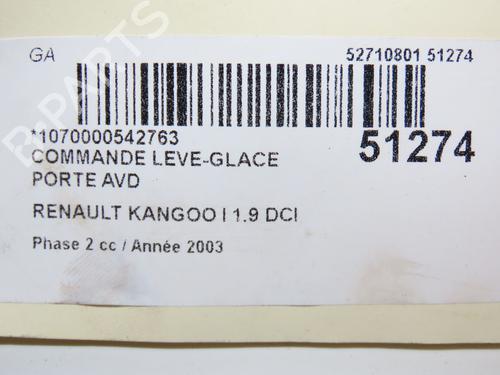 GA 52710801 51274
*1070000542763 51274
COMMANDE LEVE-GLACE
PORTE AVD
RENAULT KANGOO I 1.9 DCI
Phase 2 cc / Année 2003
B-PARTS